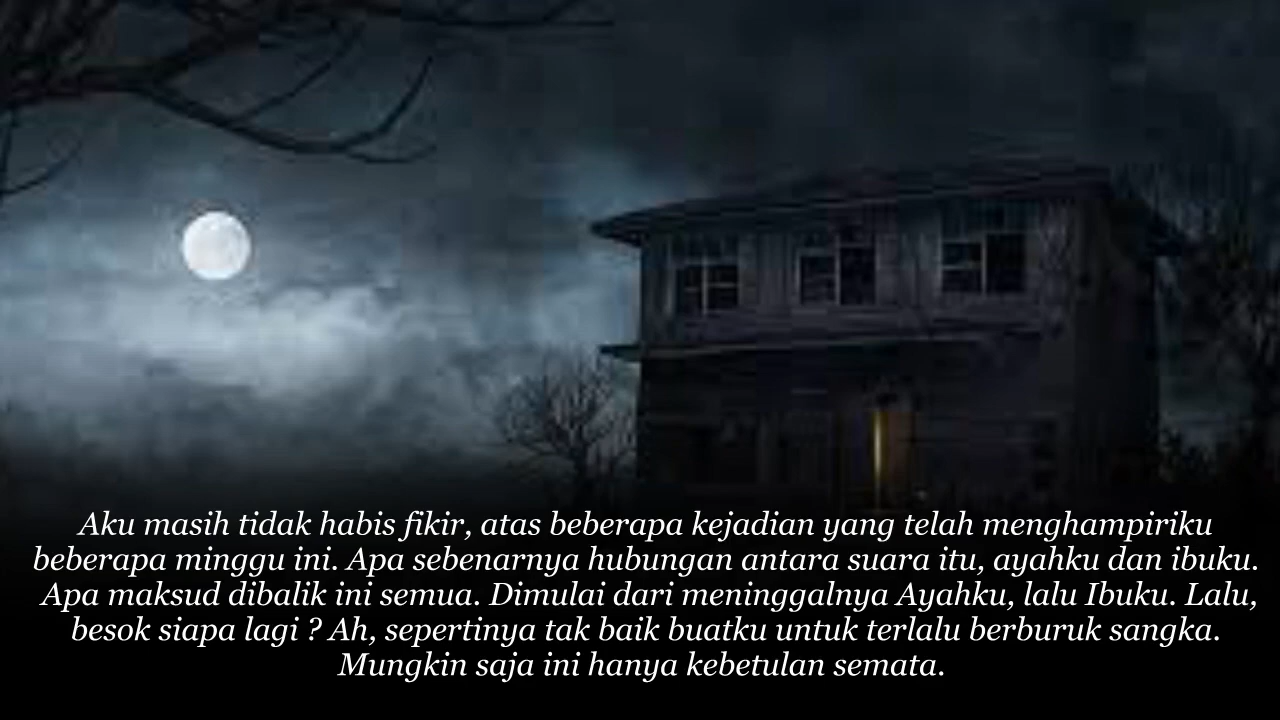 Aku masih tidak habis fikir, atas beberapa kejadian yang telah menghampiriku
beberapa minggu ini. Apa sebenarnya hubungan antara suara itu, ayahku dan ibuku.
Apa maksud dibalik ini semua. Dimulai dari meninggalnya Ayahku, lalu Ibuku. Lalu,
besok siapa lagi ? Ah, sepertinya tak baik buatku untuk terlalu berburuk sangka.
Mungkin saja ini hanya kebetulan semata.